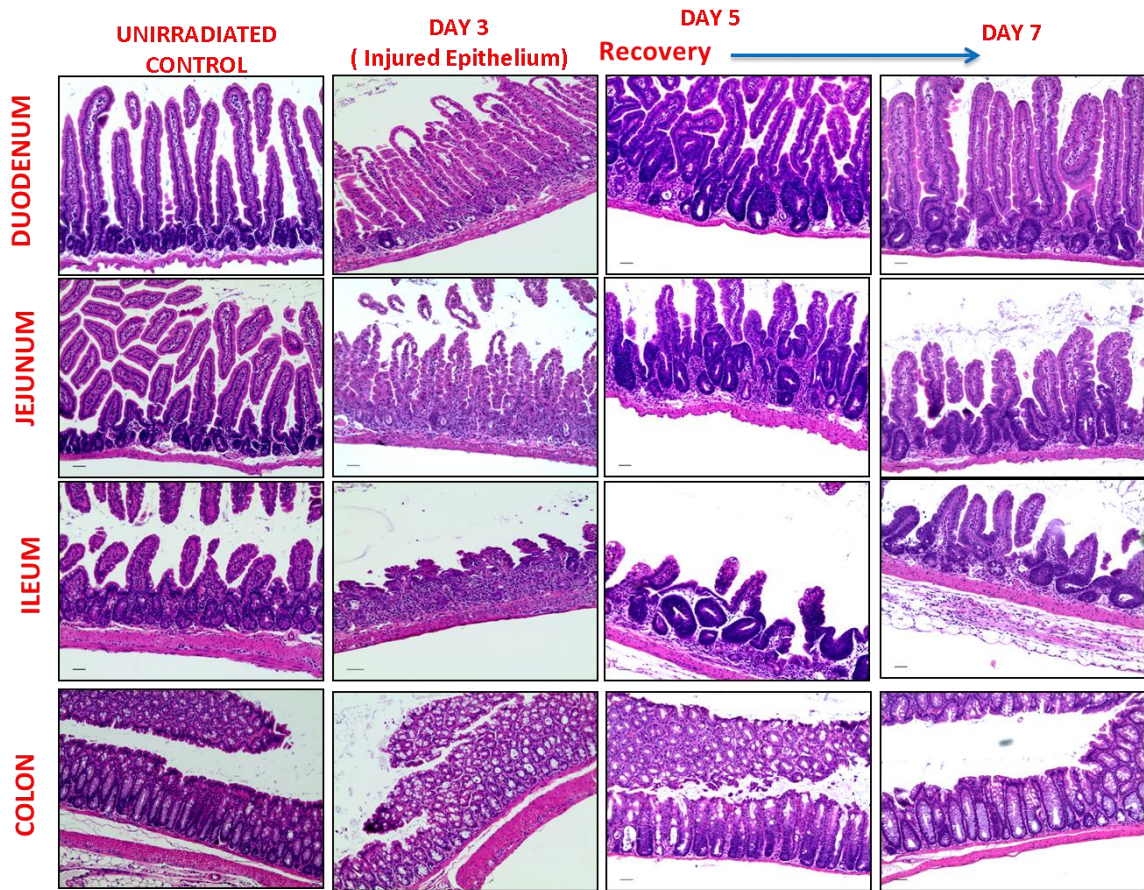 UNIRRADIATED
CONTROL
DAY 3
( Injured Epithelium)
DAY 5
Recovery
DAY 7
DUODENUM
JEJUNUM
ILEUM
COLON